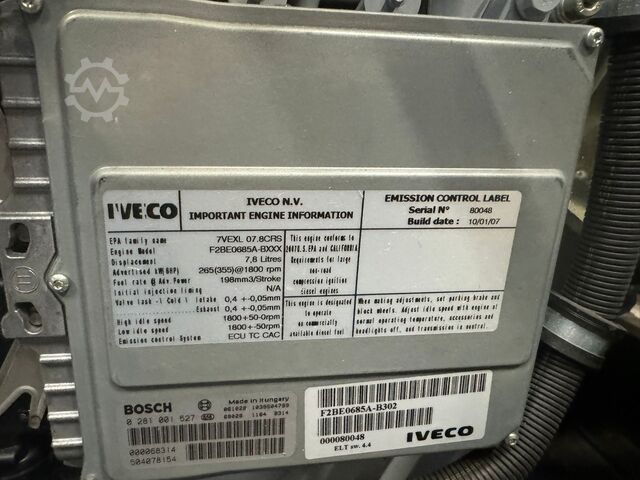 IVECO
IVECO N.V.
IMPORTANT ENGINE INFORMATION
EMISSION CONTROL LABEL
Serial N° 80048
Build date : 10/01/07
EPA family name 7VEXL 07.8CRS
Engine Model F2BE0685A-BXXX
Displacement 7,8 Litres
Advertised kW(BHP) 265(355)@1800 rpm
Fuel rate @ Adv. Power 198mm3/Stroke
Initial injection timing N/A
Valve lash - ( Cold ) Intake 0,4 +-0,05mm
Exhaust 0,4 +-0,05mm
High idle speed 1800+50-0rpm
Low idle speed 1800+-50rpm
Emission control System ECU TC CAC
This engine conforms to
EPA and CALIFORNIA
Requirements for large
non-road
compression ignition
diesel engines
This engine is designed
to operate
on commercially
available diesel fuel
When making adjustments, set parking brake and
block wheels. Adjust idle speed with engine at
normal operating temperature, accessories and
headlights off, and transmission in neutral.
BOSCH
Made in Hungary
0 281 001 527
000068314
504078154
F2BE0685A-B302
000080048
IVECO
ELT sw. 4.4